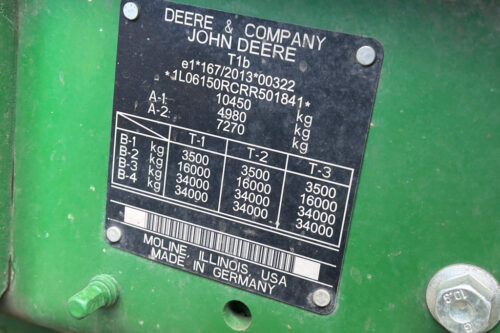 DEERE & COMPANY
JOHN DEERE
T1b
e1*167/2013*00322
*1L06150RCRR501841*
10450 kg
A-1: 4980 kg
A-2: 7270 kg
T-1 T-2 T-3
B-1 kg 3500 3500 3500
B-2 kg 16000 16000 16000
B-3 kg 34000 34000 34000
B-4 kg 34000 34000 34000
MOLINE, ILLINOIS, USA
MADE IN GERMANY
10.9